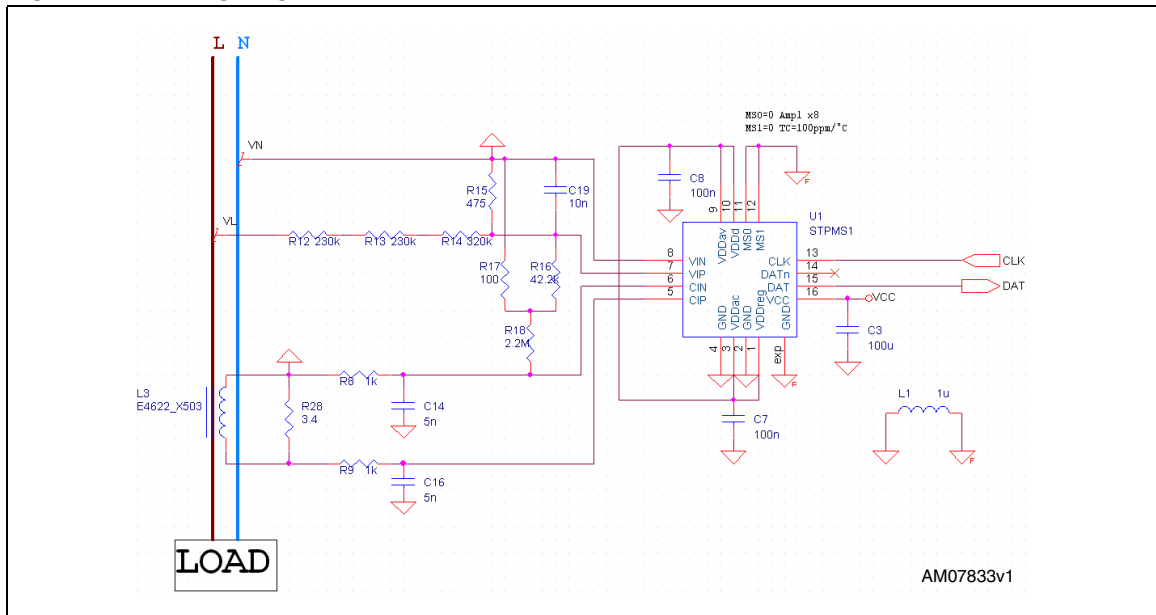 L N
MS0=0 Ampl x8
MS1=0 TC=100ppm/°C
VN
C8
100n
R15
475
C19
10n
9
10
11
12
VDDav
VDDd
MS0
MS1
F
U1
STPMS1
VL
R12 230k
R13 230k
R14 320k
R17
100
R16
42.2k
8
7
6
5
VIN
VIP
CIN
CIP
CLK
DATn
DAT
VCC
13
14
15
16
CLK
DAT
VCC
R18
2.2M
GND
VDDac
GND
VDDreg
GND
4
3
2
1
exp
F
C3
100u
L3
E4622_X503
R8 1k
R28
3.4
C14
5n
C7
100n
L1 1u
F
R9 1k
C16
5n
LOAD
AM07833v1